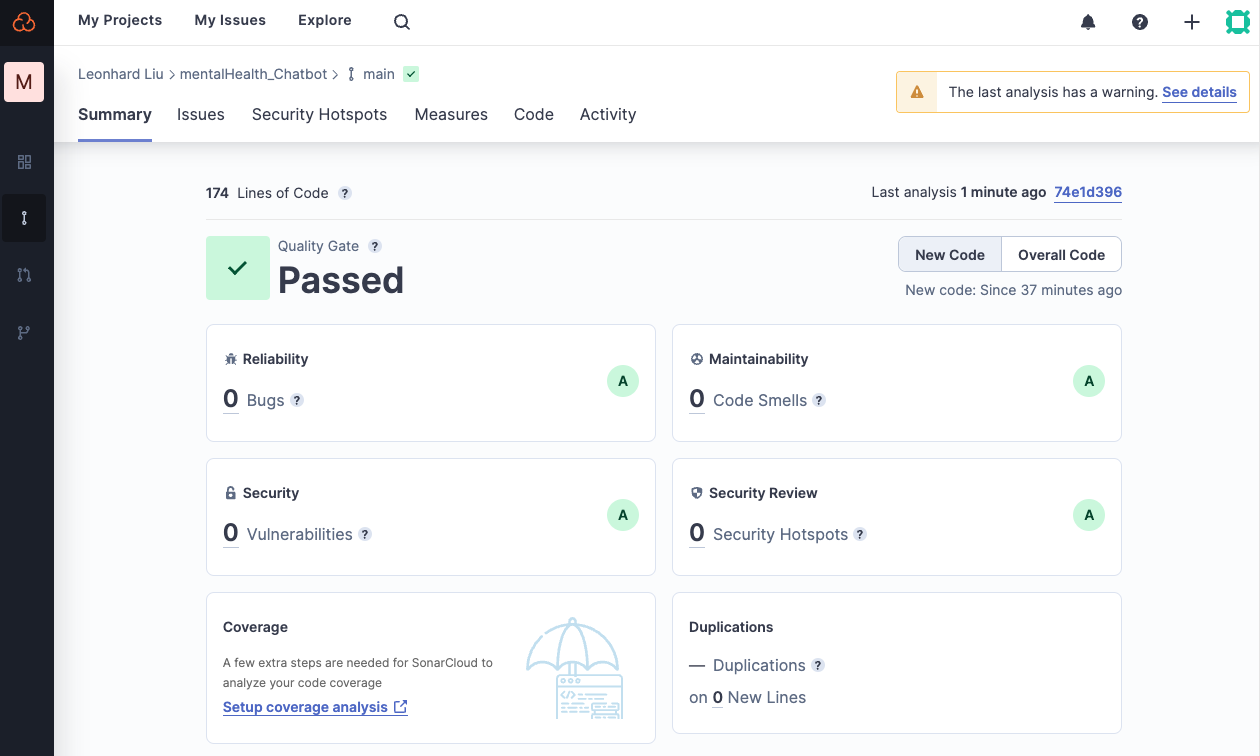 My Projects My Issues Explore
M
Leonhard Liu > mentalHealth_Chatbot > main
The last analysis has a warning. See details
Summary Issues Security Hotspots Measures Code Activity
174 Lines of Code ?
Last analysis 1 minute ago 74e1d396
Quality Gate ?
Passed
New Code Overall Code
New code: Since 37 minutes ago
Reliability
0 Bugs ?
A
Maintainability
0 Code Smells ?
A
Security
0 Vulnerabilities ?
A
Security Review
0 Security Hotspots ?
A
Coverage
A few extra steps are needed for SonarCloud to
analyze your code coverage
Setup coverage analysis
Duplications
— Duplications ?
on 0 New Lines